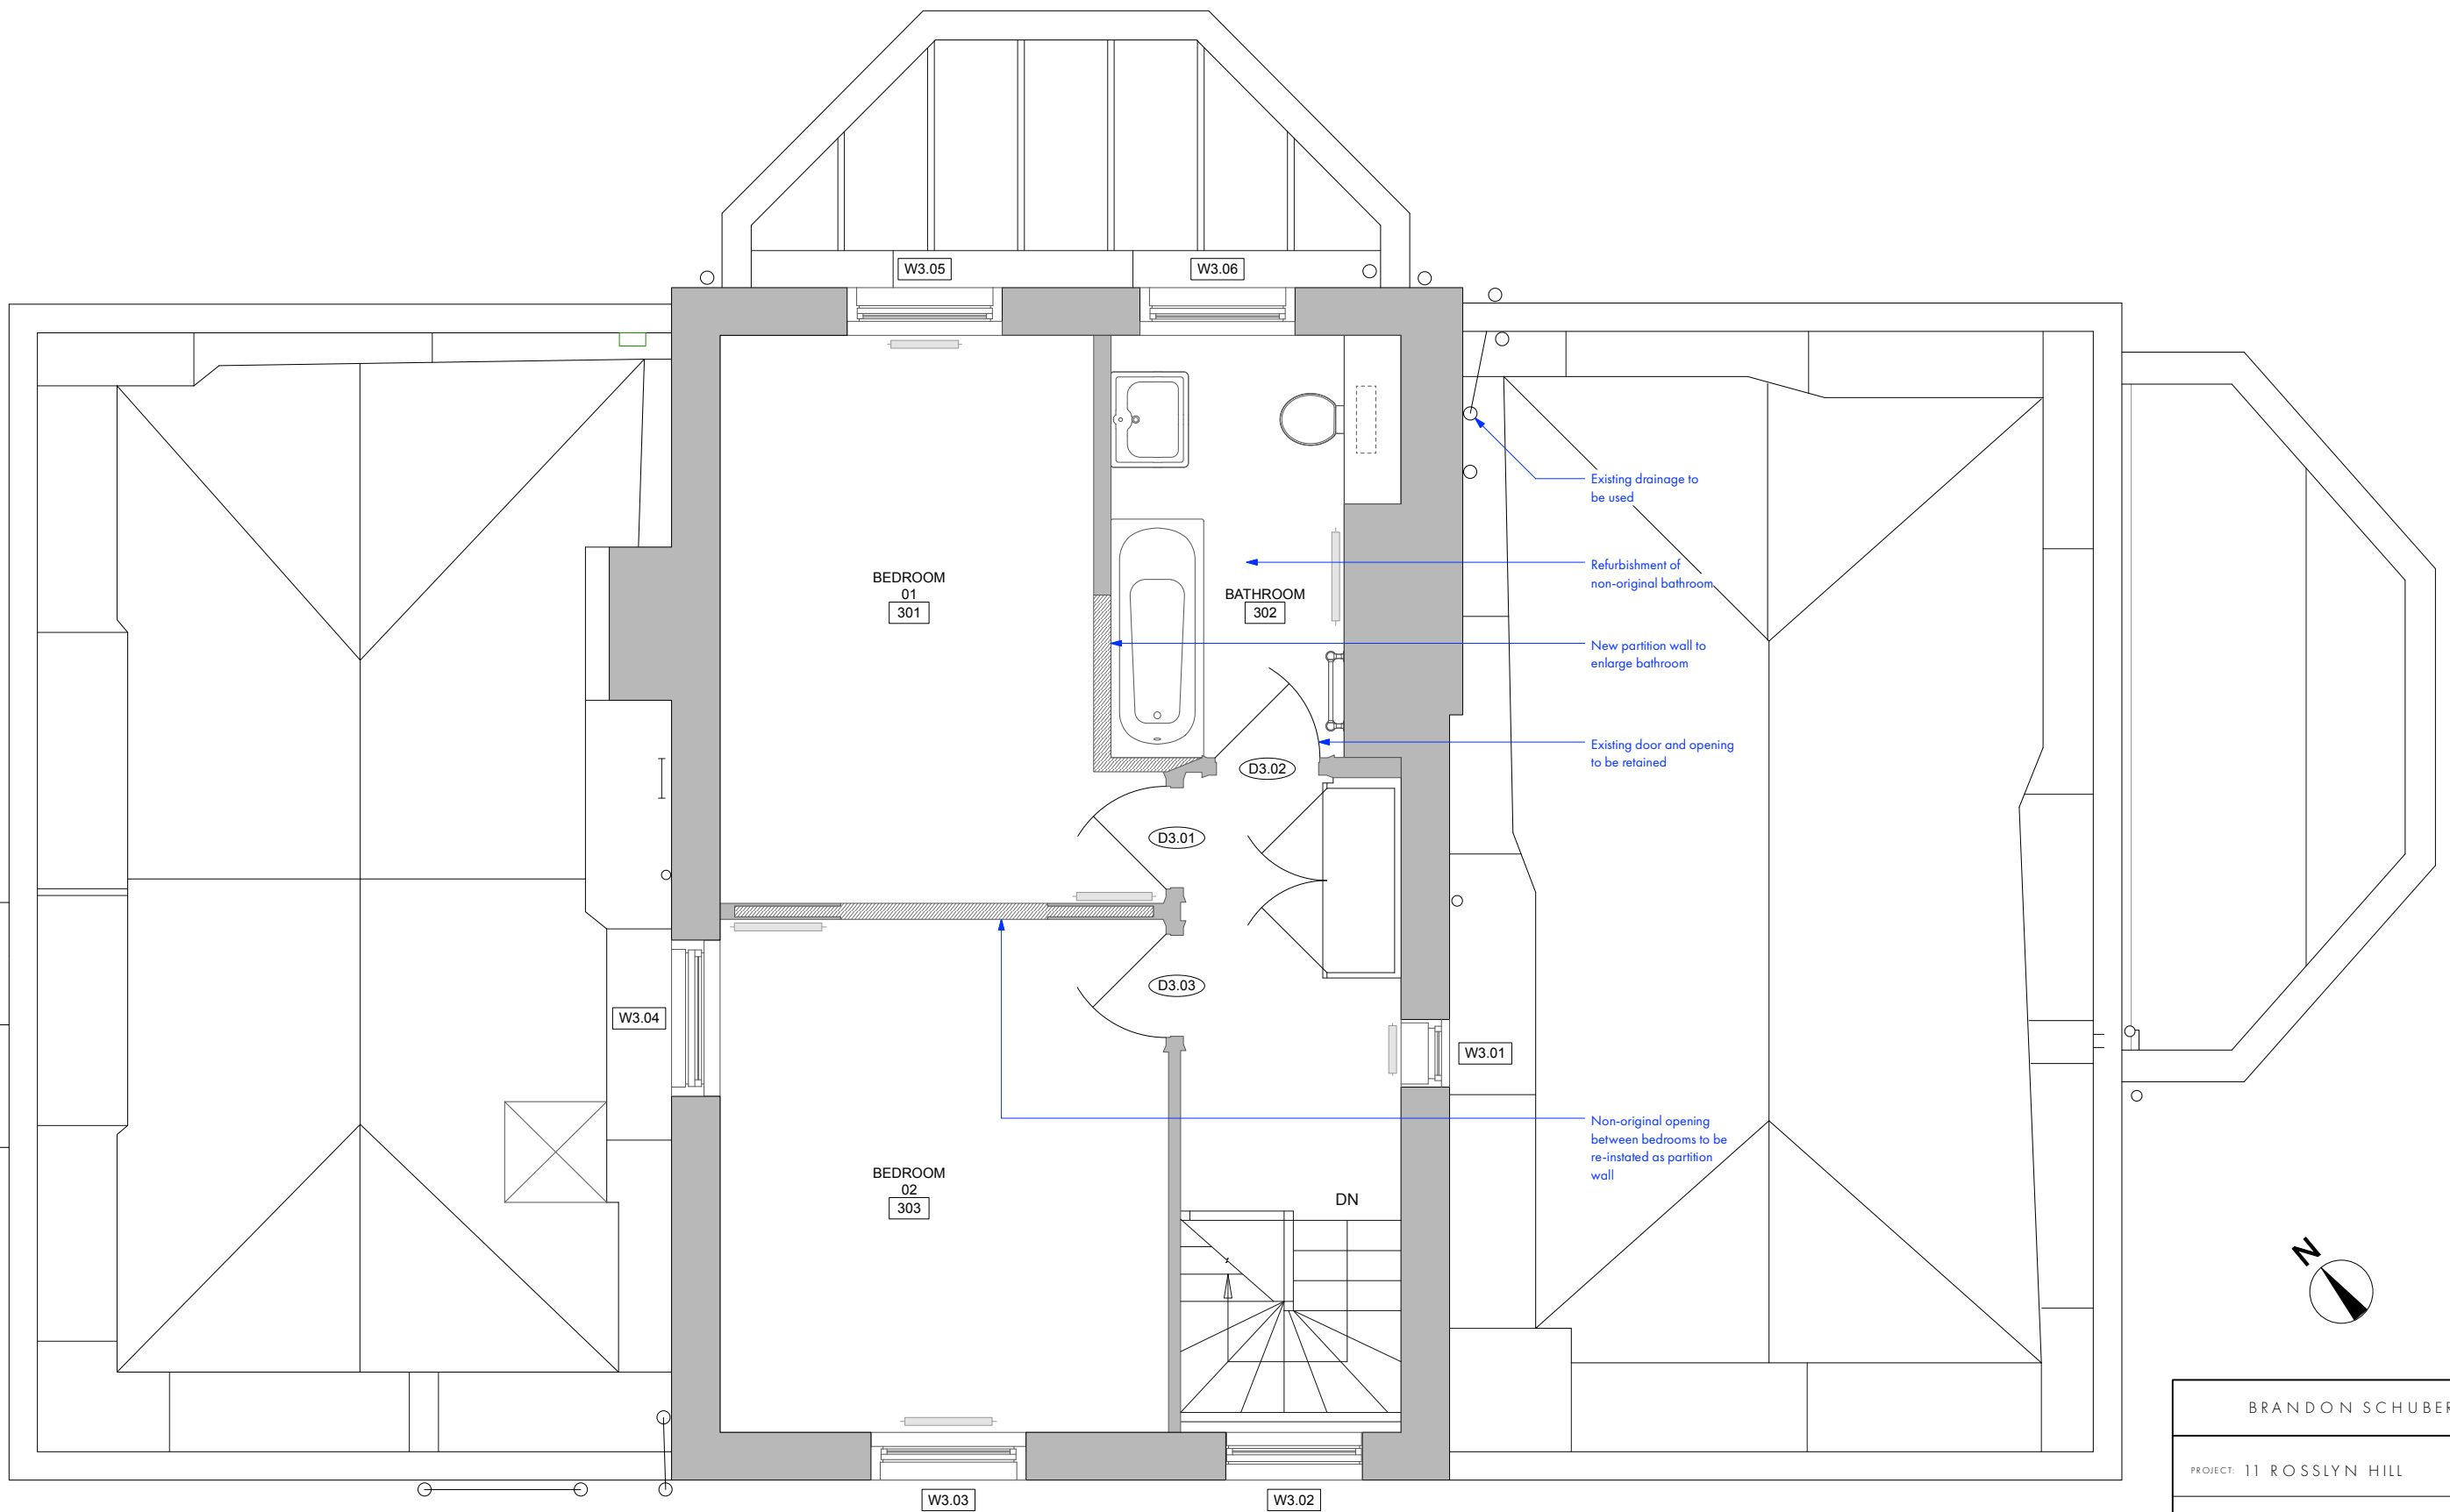 W3.05
W3.06
Existing drainage to
be used
Refurbishment of
non-original bathroom
BEDROOM
01
301
BATHROOM
302
New partition wall to
enlarge bathroom
Existing door and opening
to be retained
D3.02
D3.01
D3.03
W3.04
W3.01
Non-original opening
between bedrooms to be
re-instated as partition
wall
BEDROOM
02
303
DN
N
BRANDON SCHUBER
PROJECT: 11 ROSSLYN HILL
W3.03
W3.02